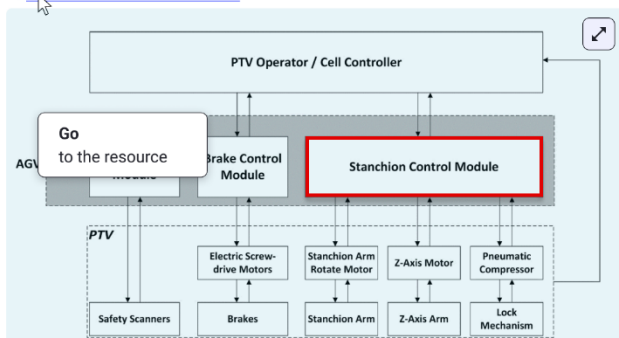 PTV Operator / Cell Controller
Go
to the resource
AGV
Module
Brake Control
Module
Stanchion Control Module
PTV
Electric Screw-
drive Motors
Stanchion Arm
Rotate Motor
Z-Axis Motor
Pneumatic
Compressor
Safety Scanners
Brakes
Stanchion Arm
Z-Axis Arm
Lock
Mechanism